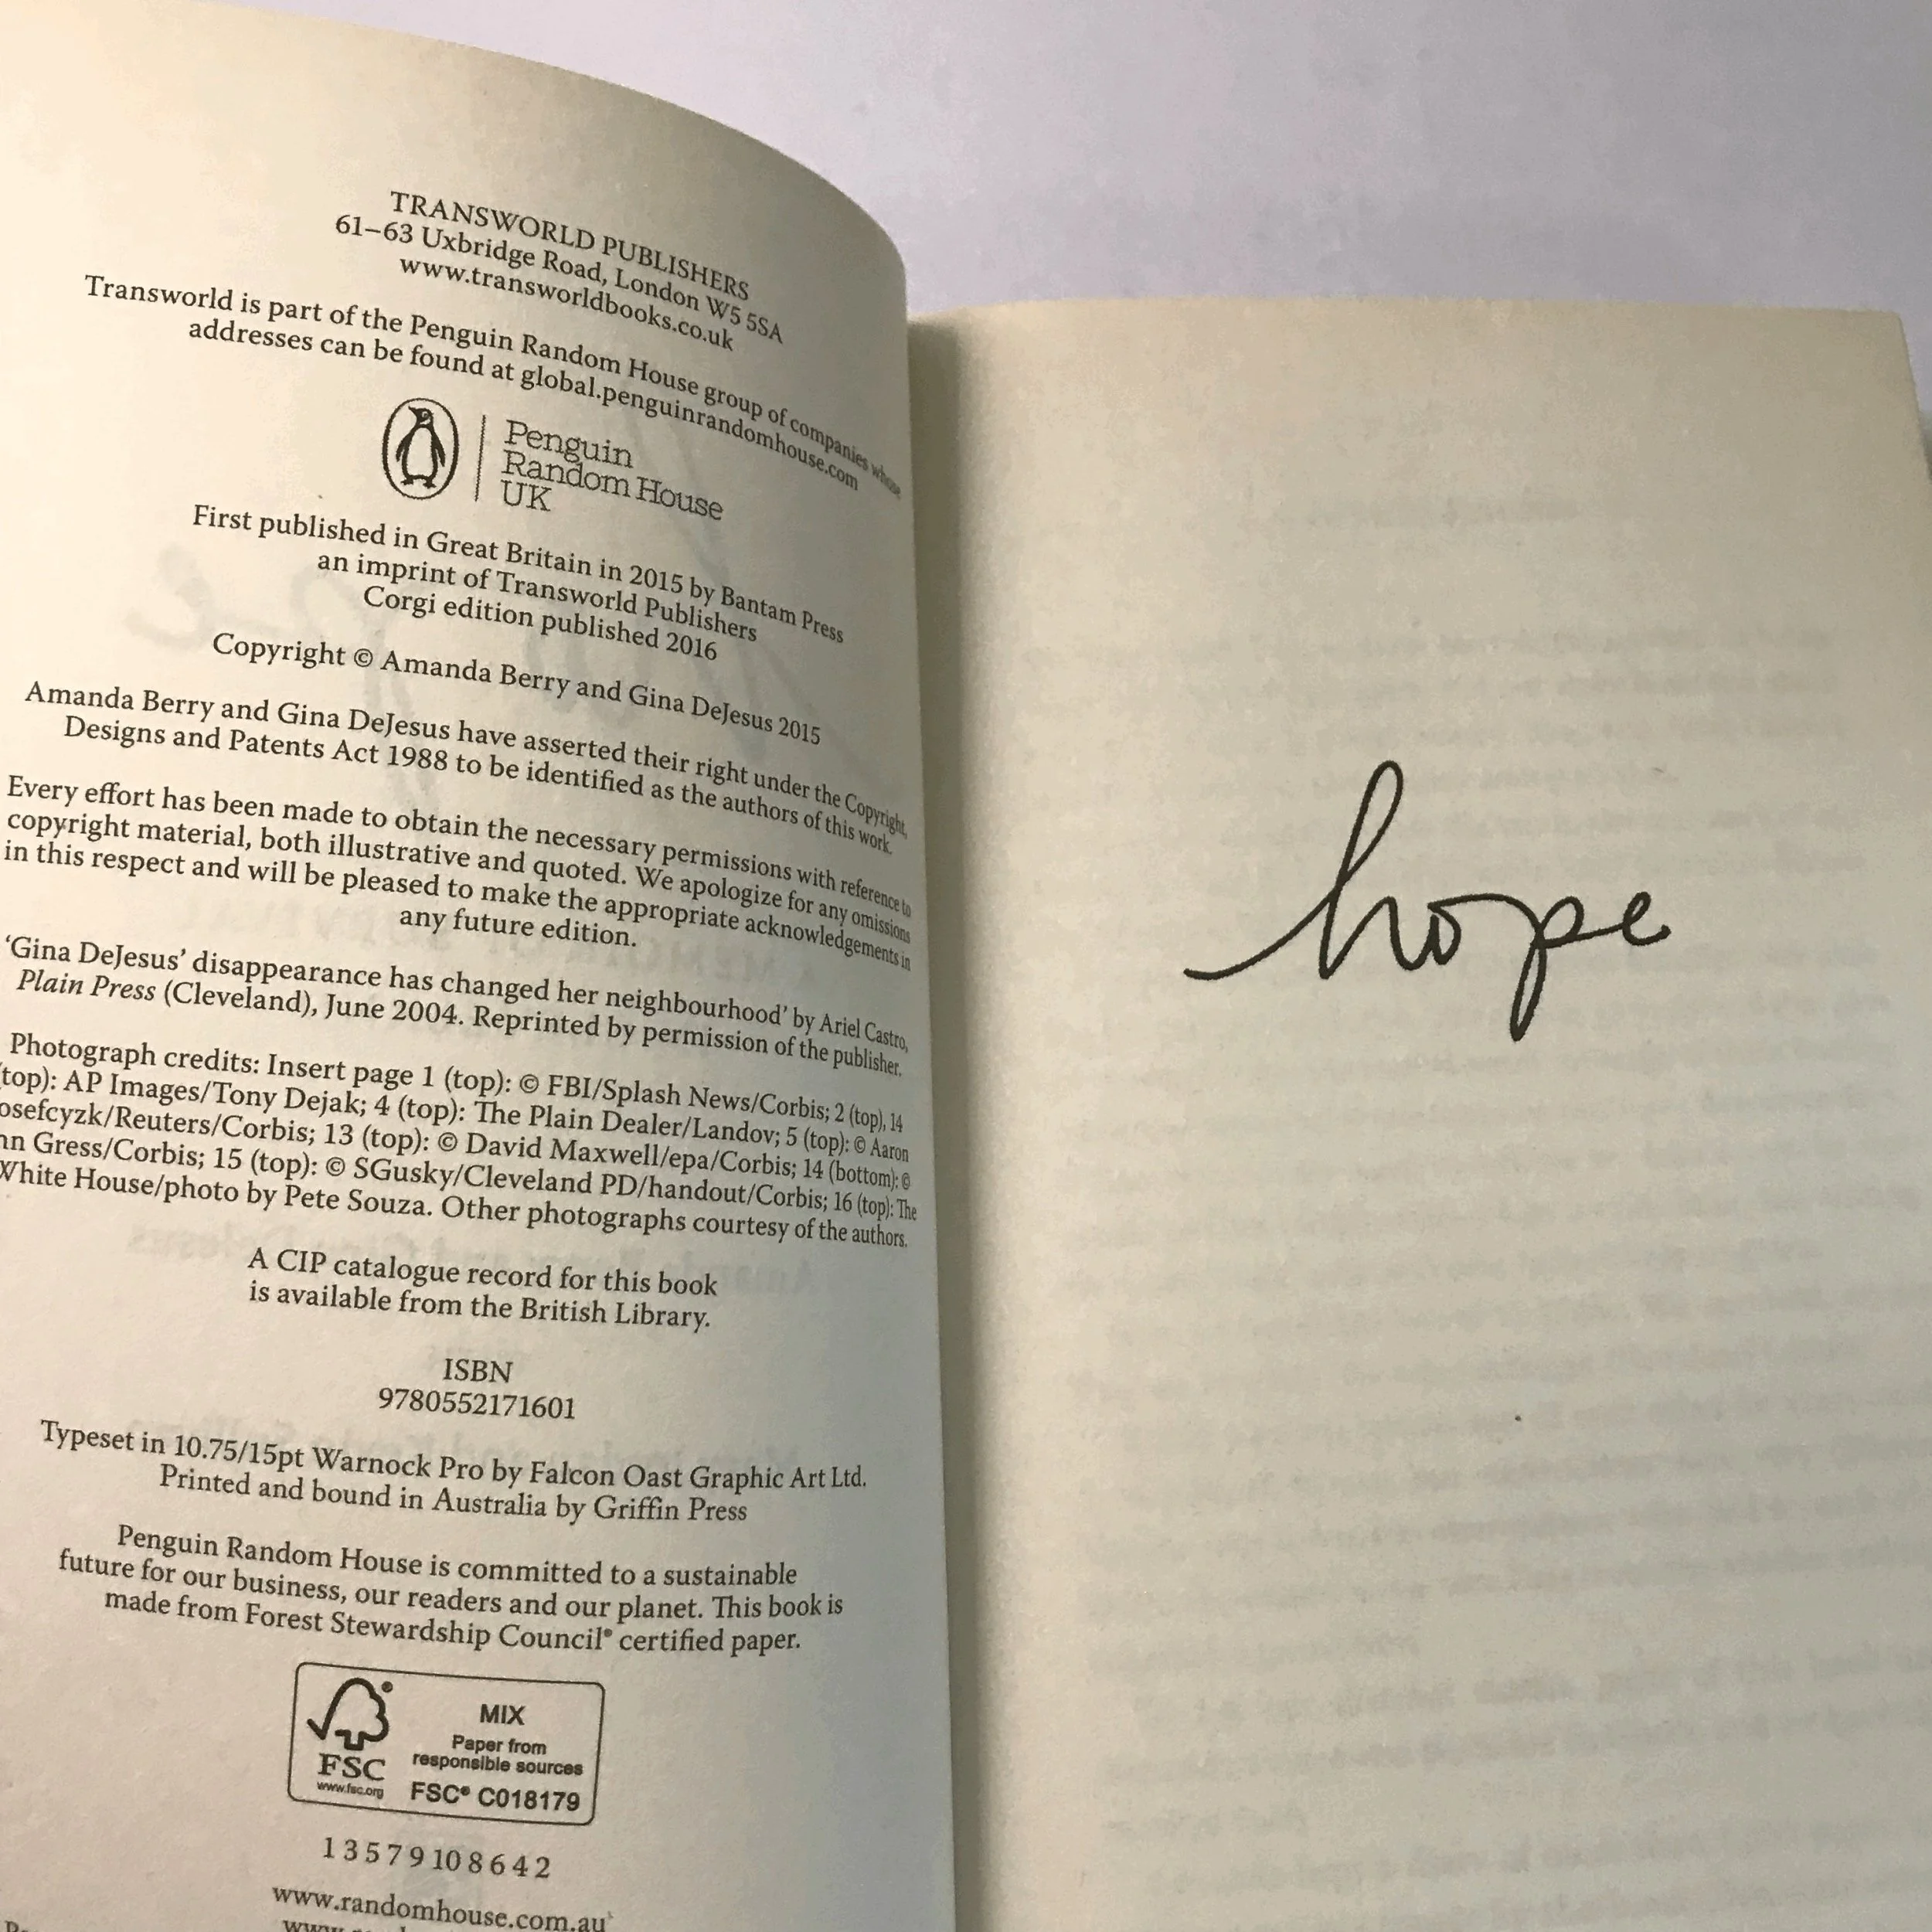 TRANSWORLD PUBLISHERS
61–63 Uxbridge Road, London W5 5SA
www.transworldbooks.co.uk
Transworld is part of the Penguin Random House group of companies whose
addresses can be found at global.penguinrandomhouse.com
Penguin
Random House
UK
First published in Great Britain in 2015 by Bantam Press
an imprint of Transworld Publishers
Corgi edition published 2016
Copyright © Amanda Berry and Gina DeJesus 2015
Amanda Berry and Gina DeJesus have asserted their right under the Copyright,
Designs and Patents Act 1988 to be identified as the authors of this work.
Every effort has been made to obtain the necessary permissions with reference to
copyright material, both illustrative and quoted. We apologize for any omissions
in this respect and will be pleased to make the appropriate acknowledgements in
any future edition.
‘Gina DeJesus’ disappearance has changed her neighbourhood’ by Ariel Castro,
Plain Press (Cleveland), June 2004. Reprinted by permission of the publisher.
Photograph credits: Insert page 1 (top): © FBI/Splash News/Corbis; 2 (top), 14
(top): AP Images/Tony Dejak; 4 (top): The Plain Dealer/Landov; 5 (top): © Aaron
osefcyzk/Reuters/Corbis; 13 (top): © David Maxwell/epa/Corbis; 14 (bottom): ©
Gress/Corbis; 15 (top): © SGusky/Cleveland PD/handout/Corbis; 16 (top): The
White House/photo by Pete Souza. Other photographs courtesy of the authors.
A CIP catalogue record for this book
is available from the British Library.
ISBN
9780552171601
Typeset in 10.75/15pt Warnock Pro by Falcon Oast Graphic Art Ltd.
Printed and bound in Australia by Griffin Press
Penguin Random House is committed to a sustainable
future for our business, our readers and our planet. This book is
made from Forest Stewardship Council® certified paper.
FSC
www.fsc.org
MIX
Paper from
responsible sources
FSC® C018179
1 3 5 7 9 10 8 6 4 2
www.randomhouse.com.au
hope